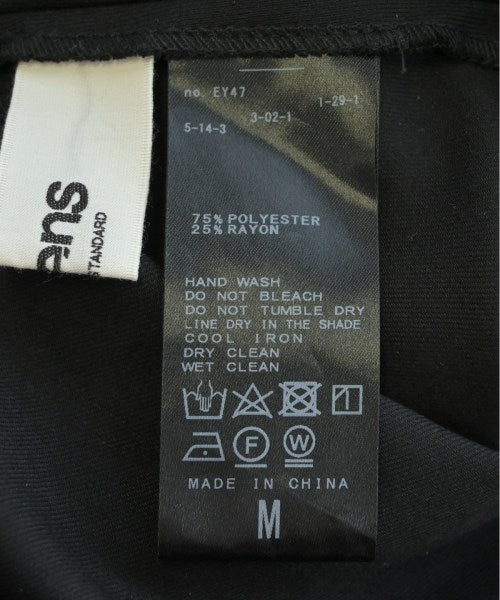 no. EY47
1-29-1
3-02-1
5-14-3
75% POLYESTER
25% RAYON
HAND WASH
DO NOT BLEACH
DO NOT TUMBLE DRY
LINE DRY IN THE SHADE
COOL IRON
DRY CLEAN
WET CLEAN
F
W
MADE IN CHINA
M
ens
STANDARD